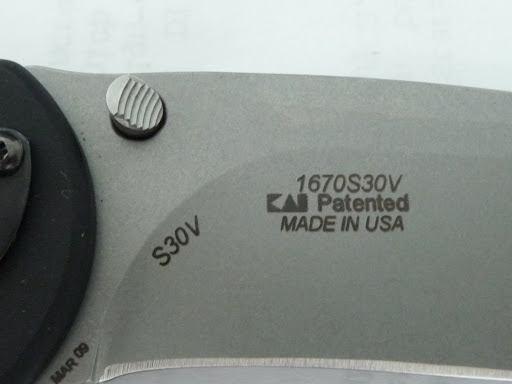 1670S30V
KAI Patented
MADE IN USA
S30V
MAR 09